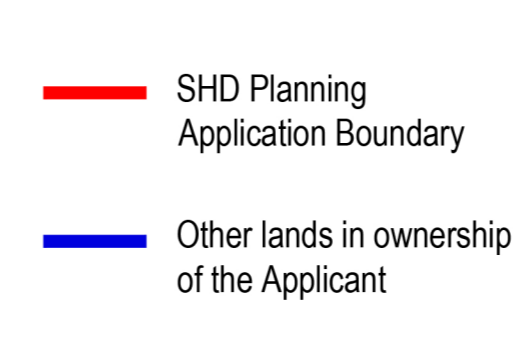 SHD Planning
Application Boundary
Other lands in ownership
of the Applicant